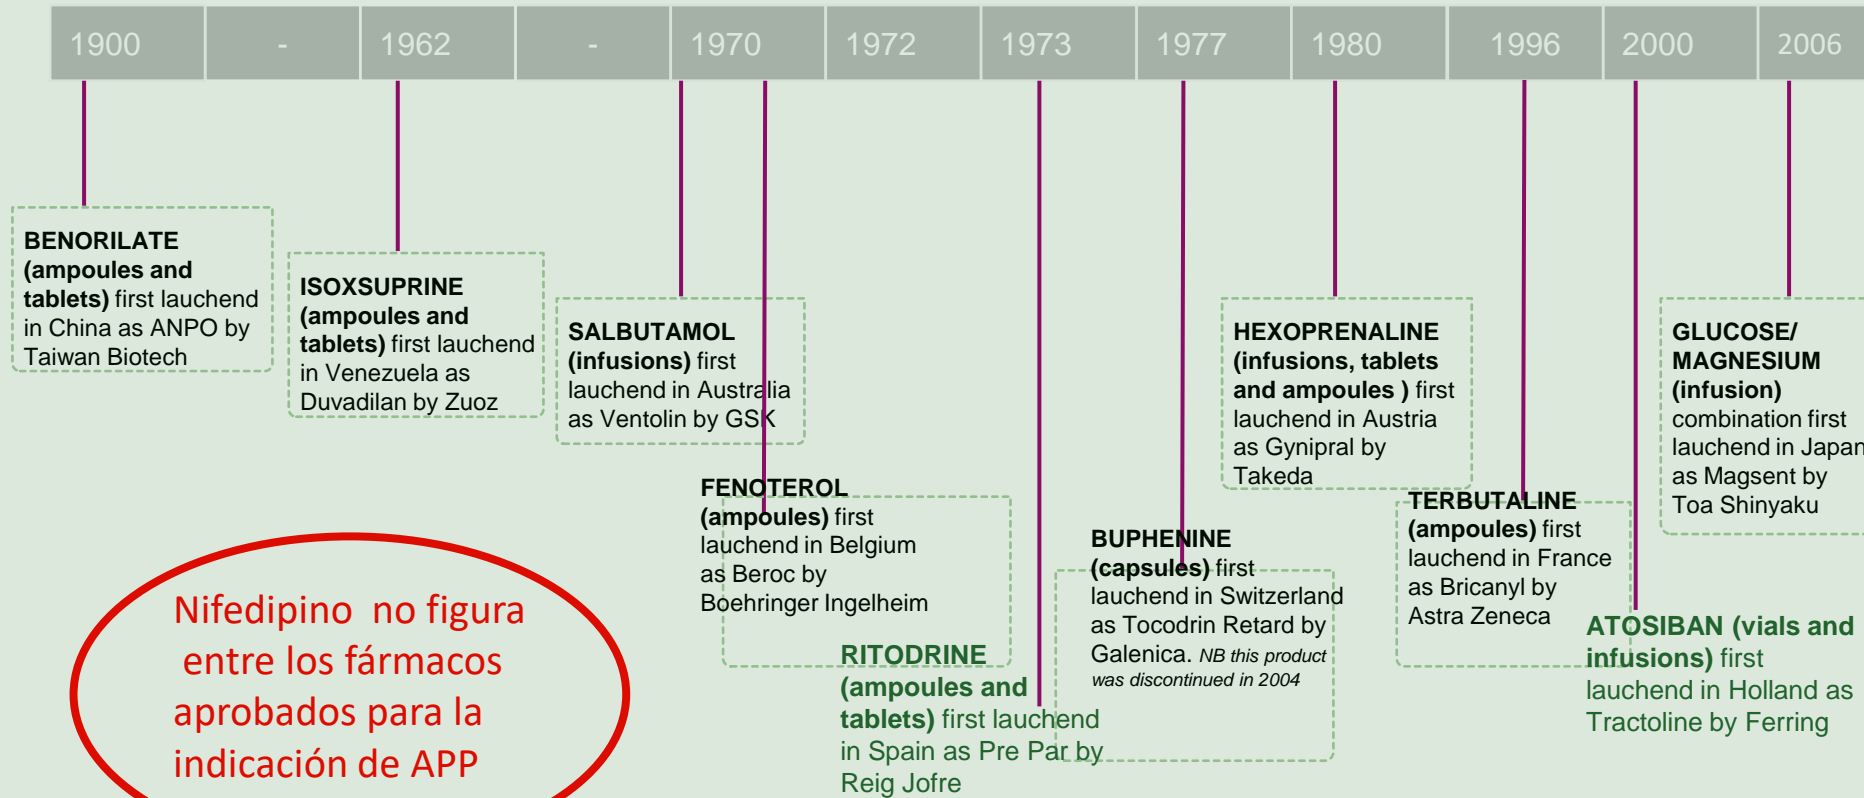 1900 - 1962 - 1970 1972 1973 1977 1980 1996 2000 2006
BENORILATE
(ampoules and
tablets) first lauchend
in China as ANPO by
Taiwan Biotech
ISOXSUPRINE
(ampoules and
tablets) first lauchend
in Venezuela as
Duvadilan by Zuoz
SALBUTAMOL
(infusions) first
lauchend in Australia
as Ventolin by GSK
FENOTEROL
(ampoules) first
lauchend in Belgium
as Beroc by
Boehringer Ingelheim
RITODRINE
(ampoules and
tablets) first lauchend
in Spain as Pre Par by
Reig Jofre
BUPHENINE
(capsules) first
lauchend in Switzerland
as Tocodrin Retard by
Galenica. NB this product
was discontinued in 2004
HEXOPRENALINE
(infusions, tablets
and ampoules ) first
lauchend in Austria
as Gynipral by
Takeda
TERBUTALINE
(ampoules) first
lauchend in France
as Bricanyl by
Astra Zeneca
ATOSIBAN (vials and
infusions) first
lauchend in Holland as
Tractoline by Ferring
GLUCOSE/
MAGNESIUM
(infusion)
combination first
lauchend in Japan
as Magsent by
Toa Shinyaku
Nifedipino no figura
entre los fármacos
aprobados para la
indicación de APP